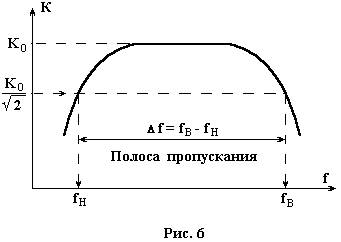 K
K₀
K₀
√2
Δf = fВ - fН
Полоса пропускания
f
fН
fВ
Рис. 6